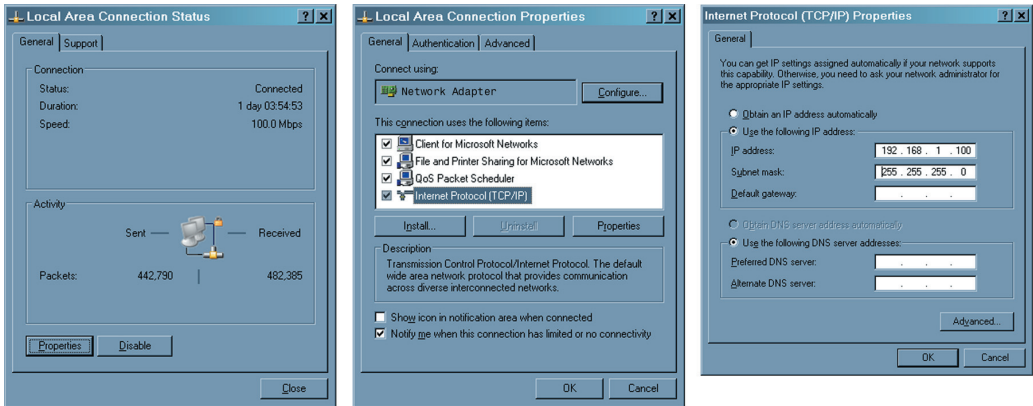 Local Area Connection Status
General
Support
Connection
Status: Connected
Duration: 1 day 03:54:53
Speed: 100.0 Mbps
Activity
Sent
Received
Packets: 442,790 482,385
Properties
Disable
Close
Local Area Connection Properties
General
Authentication
Advanced
Connect using:
Network Adapter
Configure...
This connection uses the following items:
Client for Microsoft Networks
File and Printer Sharing for Microsoft Networks
QoS Packet Scheduler
Internet Protocol (TCP/IP)
Install...
Uninstall
Properties
Description
Transmission Control Protocol/Internet Protocol. The default
wide area network protocol that provides communication
across diverse interconnected networks.
Show icon in notification area when connected
Notify me when this connection has limited or no connectivity
OK
Cancel
Internet Protocol (TCP/IP) Properties
General
You can get IP settings assigned automatically if your network supports
this capability. Otherwise, you need to ask your network administrator for
the appropriate IP settings.
Obtain an IP address automatically
Use the following IP address:
IP address: 192 . 168 . 1 . 100
Subnet mask: 255 . 255 . 255 . 0
Default gateway: . . .
Obtain DNS server address automatically
Use the following DNS server addresses:
Preferred DNS server: . . .
Alternate DNS server: . . .
Advanced...
OK
Cancel